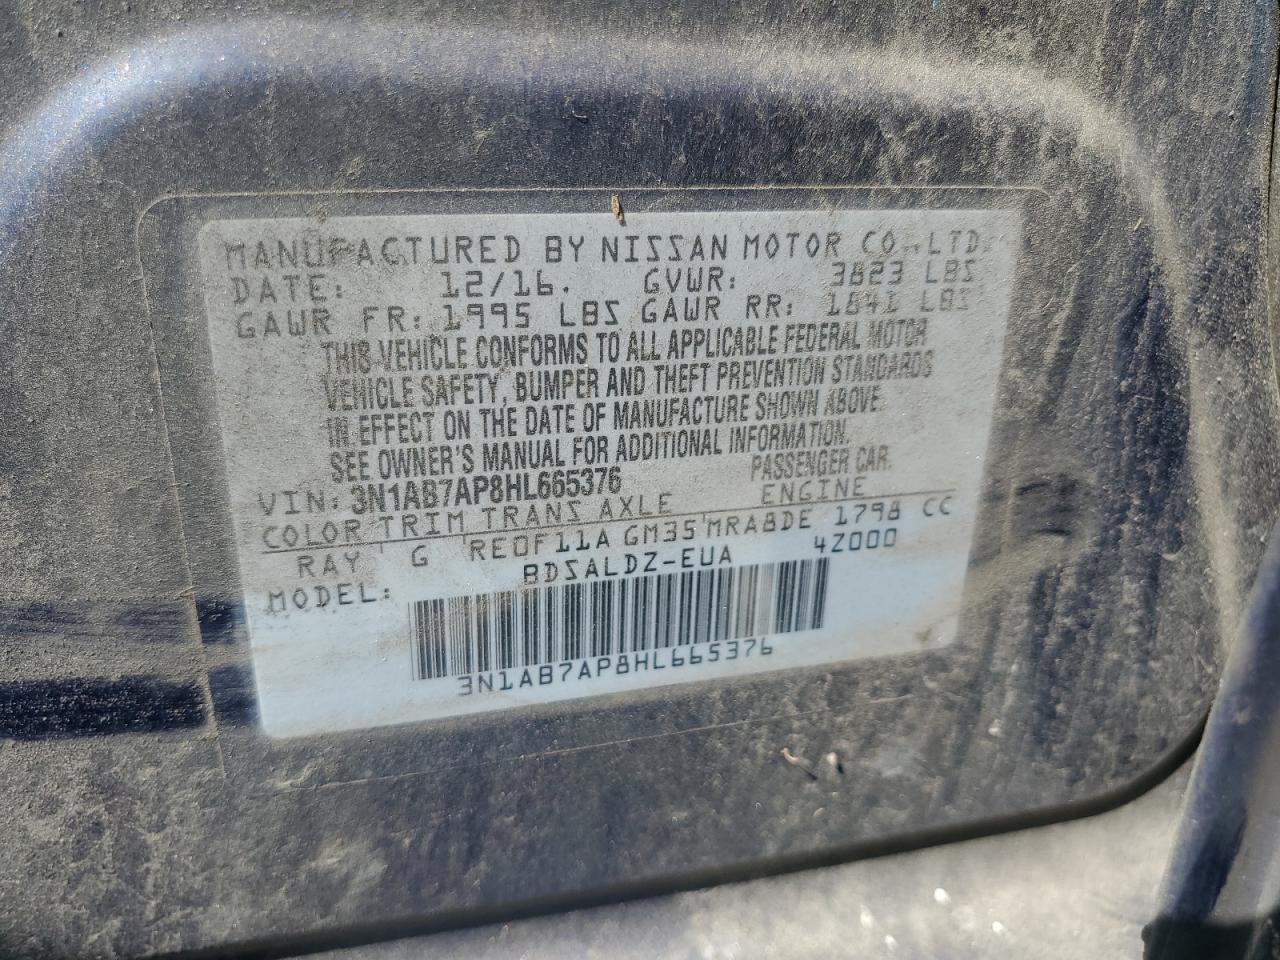 MANUFACTURED BY NISSAN MOTOR CO.,LTD
DATE: 12/16. GVWR: 3823 LBS
GAWR FR: 1995 LBS GAWR RR: 1841 LBS
THIS VEHICLE CONFORMS TO ALL APPLICABLE FEDERAL MOTOR
VEHICLE SAFETY, BUMPER AND THEFT PREVENTION STANDARDS
IN EFFECT ON THE DATE OF MANUFACTURE SHOWN ABOVE.
SEE OWNER'S MANUAL FOR ADDITIONAL INFORMATION.
VIN: 3N1AB7AP8HL665376 PASSENGER CAR.
COLOR TRIM TRANS AXLE ENGINE
RAY G RE0F11A GM35 MRA8DE 1798 CC
MODEL: BDSALDZ-EUA 42000
3N1AB7AP8HL665376